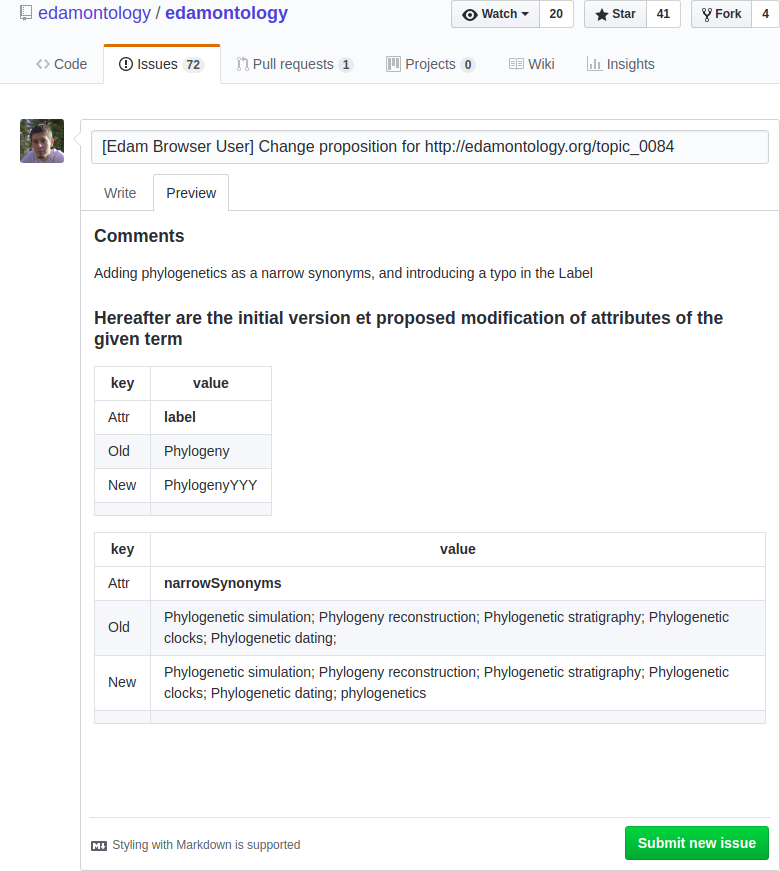 edamontology / edamontology
Watch 20 Star 41 Fork 4
Code Issues 72 Pull requests 1 Projects 0 Wiki Insights
[Edam Browser User] Change proposition for http://edamontology.org/topic_0084
Write Preview
Comments
Adding phylogenetics as a narrow synonyms, and introducing a typo in the Label
Hereafter are the initial version et proposed modification of attributes of the
given term
key value
Attr label
Old Phylogeny
New PhylogenyYYY
key value
Attr narrowSynonyms
Old Phylogenetic simulation; Phylogeny reconstruction; Phylogenetic stratigraphy; Phylogenetic
clocks; Phylogenetic dating;
New Phylogenetic simulation; Phylogeny reconstruction; Phylogenetic stratigraphy; Phylogenetic
clocks; Phylogenetic dating; phylogenetics
Styling with Markdown is supported
Submit new issue